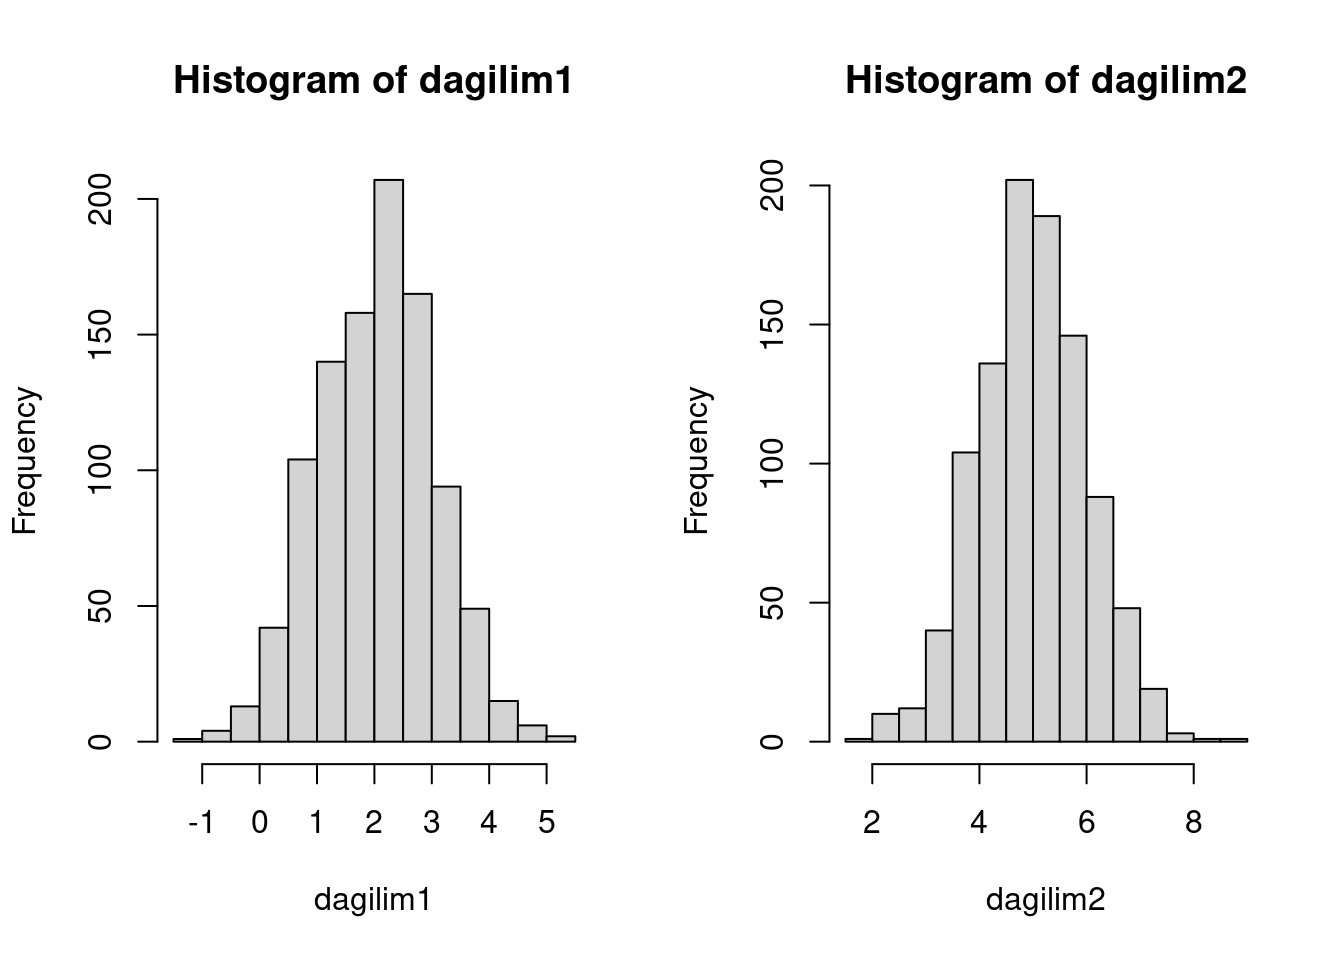 Histogram of dagilim1
Frequency
200
150
100
50
0
-1 0 1 2 3 4 5
dagilim1
Histogram of dagilim2
Frequency
200
150
100
50
0
2 4 6 8
dagilim2